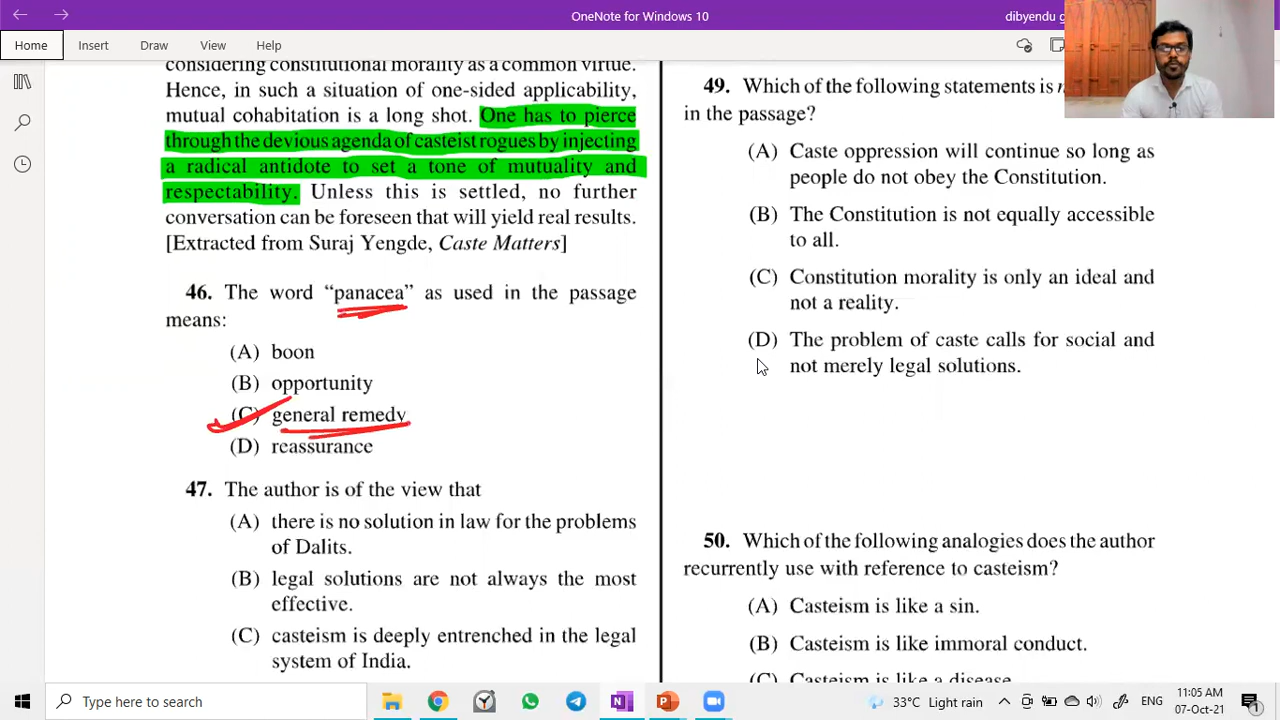 OneNote for Windows 10
dibyendu g
Home Insert Draw View Help
considering constitutional morality as a common virtue.
Hence, in such a situation of one-sided applicability,
mutual cohabitation is a long shot. One has to pierce
through the devious agenda of casteist rogues by injecting
a radical antidote to set a tone of mutuality and
respectability. Unless this is settled, no further
conversation can be foreseen that will yield real results.
[Extracted from Suraj Yengde, Caste Matters]
46. The word “panacea” as used in the passage
means:
(A) boon
(B) opportunity
(C) general remedy
(D) reassurance
47. The author is of the view that
(A) there is no solution in law for the problems
of Dalits.
(B) legal solutions are not always the most
effective.
(C) casteism is deeply entrenched in the legal
system of India.
49. Which of the following statements is
in the passage?
(A) Caste oppression will continue so long as
people do not obey the Constitution.
(B) The Constitution is not equally accessible
to all.
(C) Constitution morality is only an ideal and
not a reality.
(D) The problem of caste calls for social and
not merely legal solutions.
50. Which of the following analogies does the author
recurrently use with reference to casteism?
(A) Casteism is like a sin.
(B) Casteism is like immoral conduct.
(C) Casteism is like a disease
Type here to search
33°C Light rain
ENG
11:05 AM
07-Oct-21
1